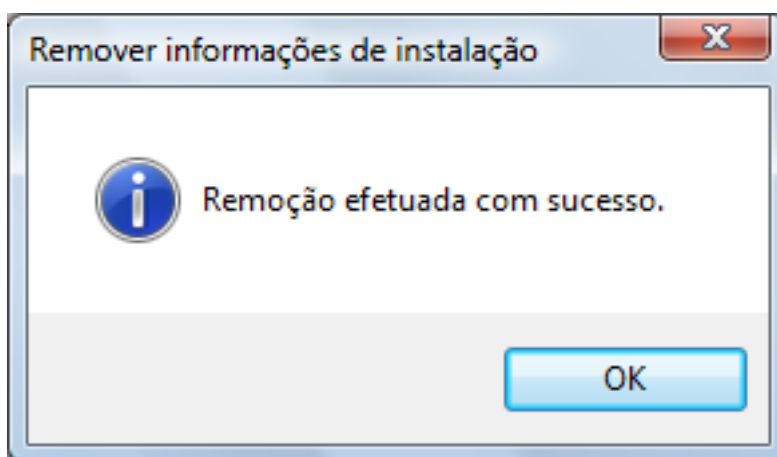 Remover informações de instalação
Remoção efetuada com sucesso.
OK